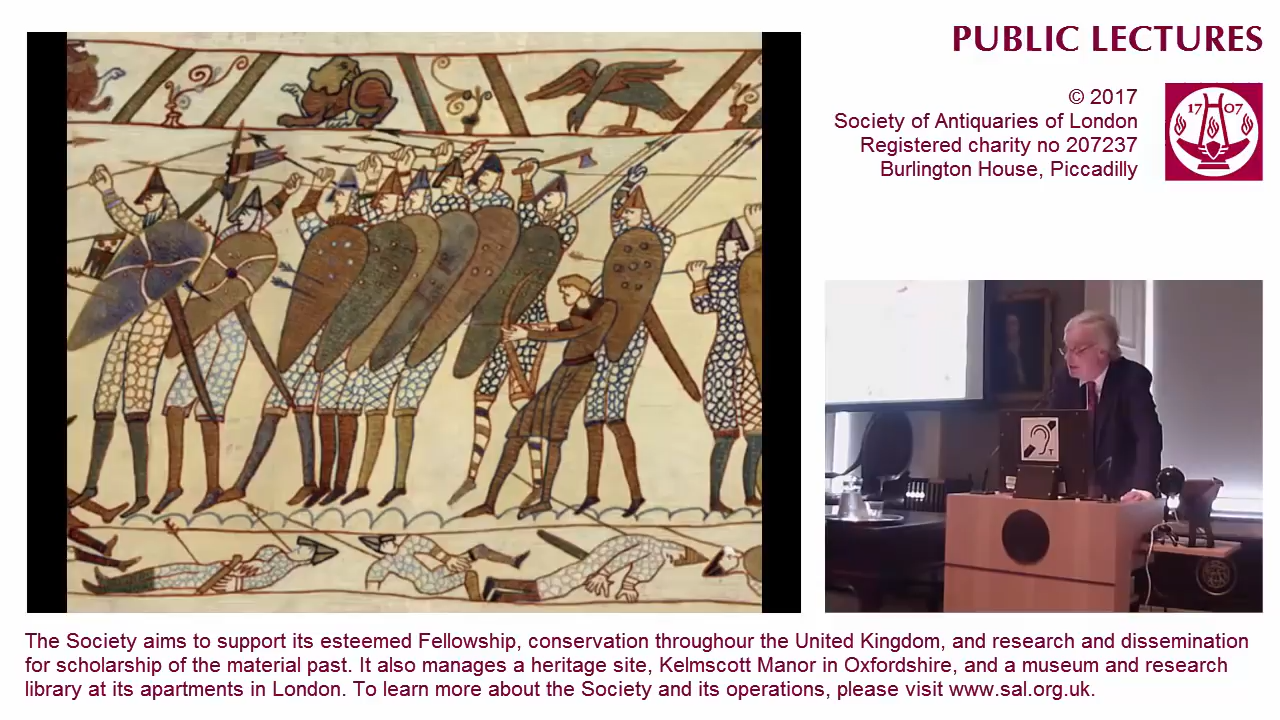 PUBLIC LECTURES
© 2017
Society of Antiquaries of London
Registered charity no 207237
Burlington House, Piccadilly
17 07
T
The Society aims to support its esteemed Fellowship, conservation throughour the United Kingdom, and research and dissemination
for scholarship of the material past. It also manages a heritage site, Kelmscott Manor in Oxfordshire, and a museum and research
library at its apartments in London. To learn more about the Society and its operations, please visit www.sal.org.uk.